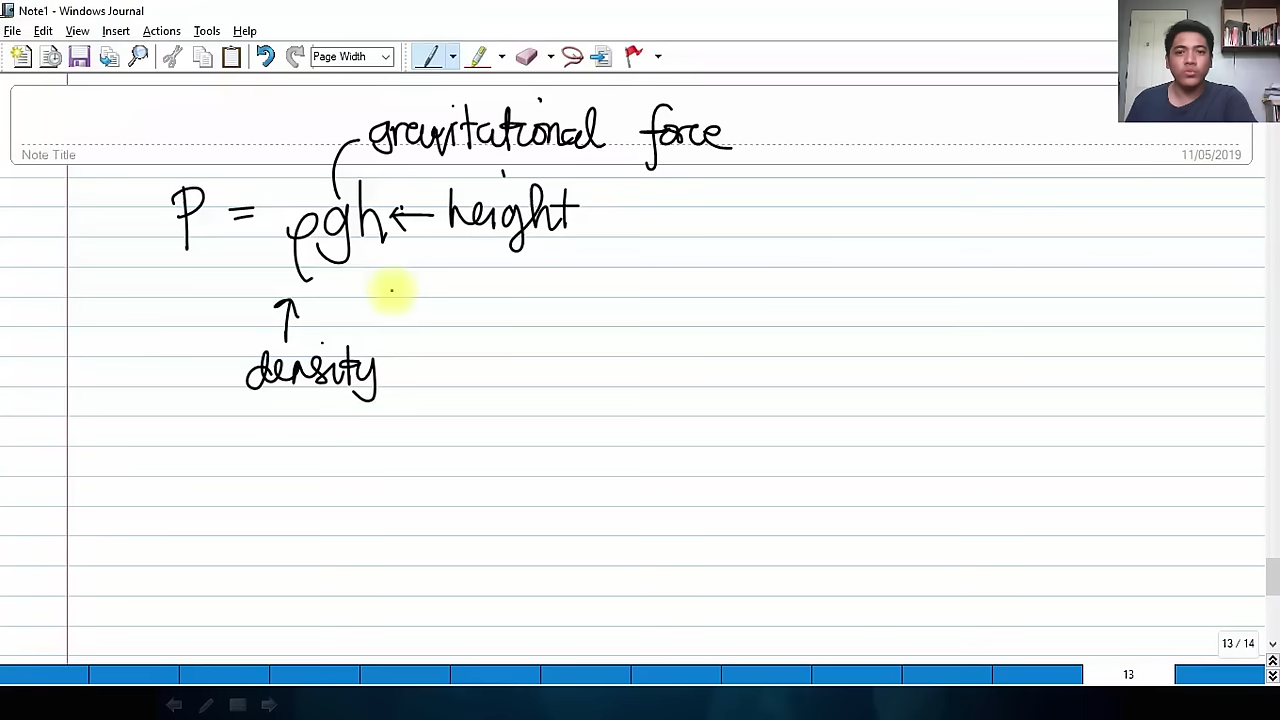 Note1 - Windows Journal
File Edit View Insert Actions Tools Help
Page Width
gravitational force
Note Title
11/05/2019
P = ρgh ← height
↑
density
13 / 14
13